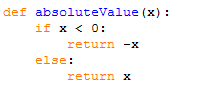 def absoluteValue(x):
    if x < 0:
        return -x
    else:
        return x